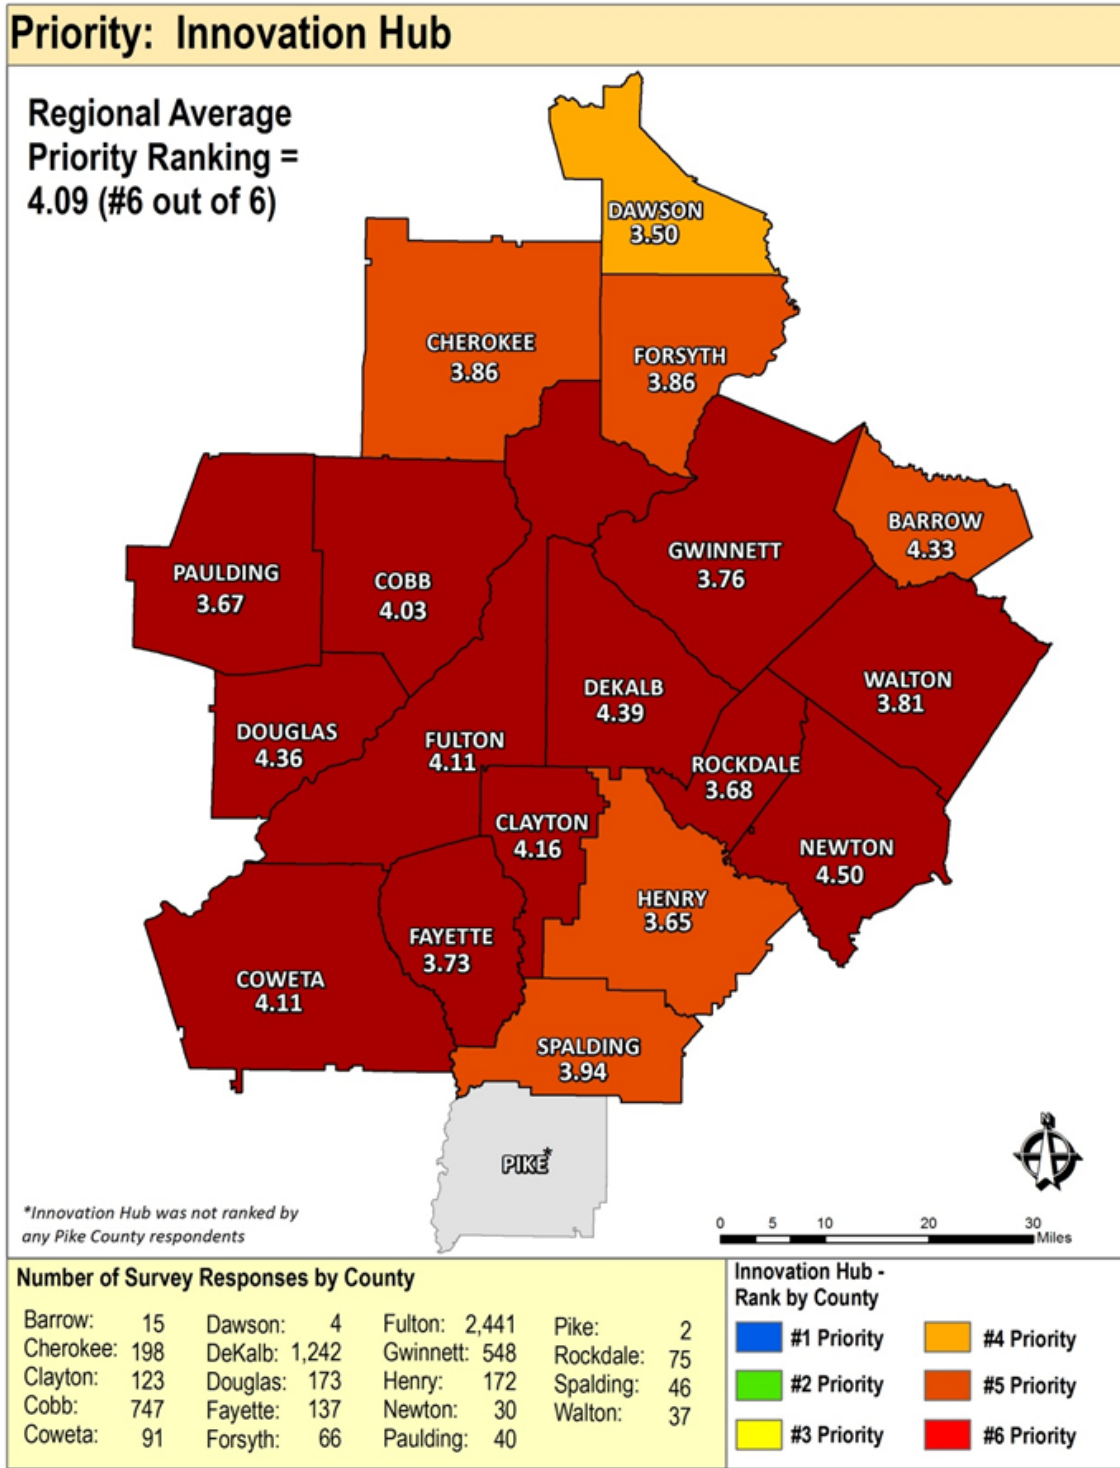 Priority: Innovation Hub
Regional Average
Priority Ranking =
4.09 (#6 out of 6)
DAWSON
3.50
CHEROKEE
3.86
FORSYTH
3.86
BARROW
4.33
GWINNETT
3.76
PAULDING
3.67
COBB
4.03
WALTON
3.81
DEKALB
4.39
DOUGLAS
4.36
FULTON
4.11
ROCKDALE
3.68
CLAYTON
4.16
NEWTON
4.50
HENRY
3.65
FAYETTE
3.73
COWETA
4.11
SPALDING
3.94
PIKE*
N
*Innovation Hub was not ranked by
any Pike County respondents
0 5 10 20 30
Miles
Number of Survey Responses by County
Barrow: 15
Cherokee: 198
Clayton: 123
Cobb: 747
Coweta: 91
Dawson: 4
DeKalb: 1,242
Douglas: 173
Fayette: 137
Forsyth: 66
Fulton: 2,441
Gwinnett: 548
Henry: 172
Newton: 30
Paulding: 40
Pike: 2
Rockdale: 75
Spalding: 46
Walton: 37
Innovation Hub -
Rank by County
#1 Priority
#2 Priority
#3 Priority
#4 Priority
#5 Priority
#6 Priority